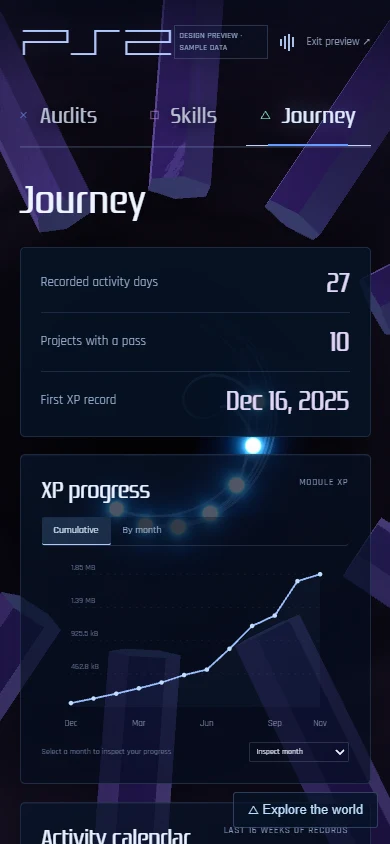 PS2
DESIGN PREVIEW ·
SAMPLE DATA
Exit preview ↗
× Audits
□ Skills
△ Journey
Journey
Recorded activity days
27
Projects with a pass
10
First XP record
Dec 16, 2025
XP progress
MODULE XP
Cumulative
By month
1.85 MB
1.39 MB
925.5 kB
462.8 kB
Dec Mar Jun Sep Nov
Select a month to inspect your progress
Inspect month
△ Explore the world
Activity calendar
LAST 16 WEEKS OF RECORDS